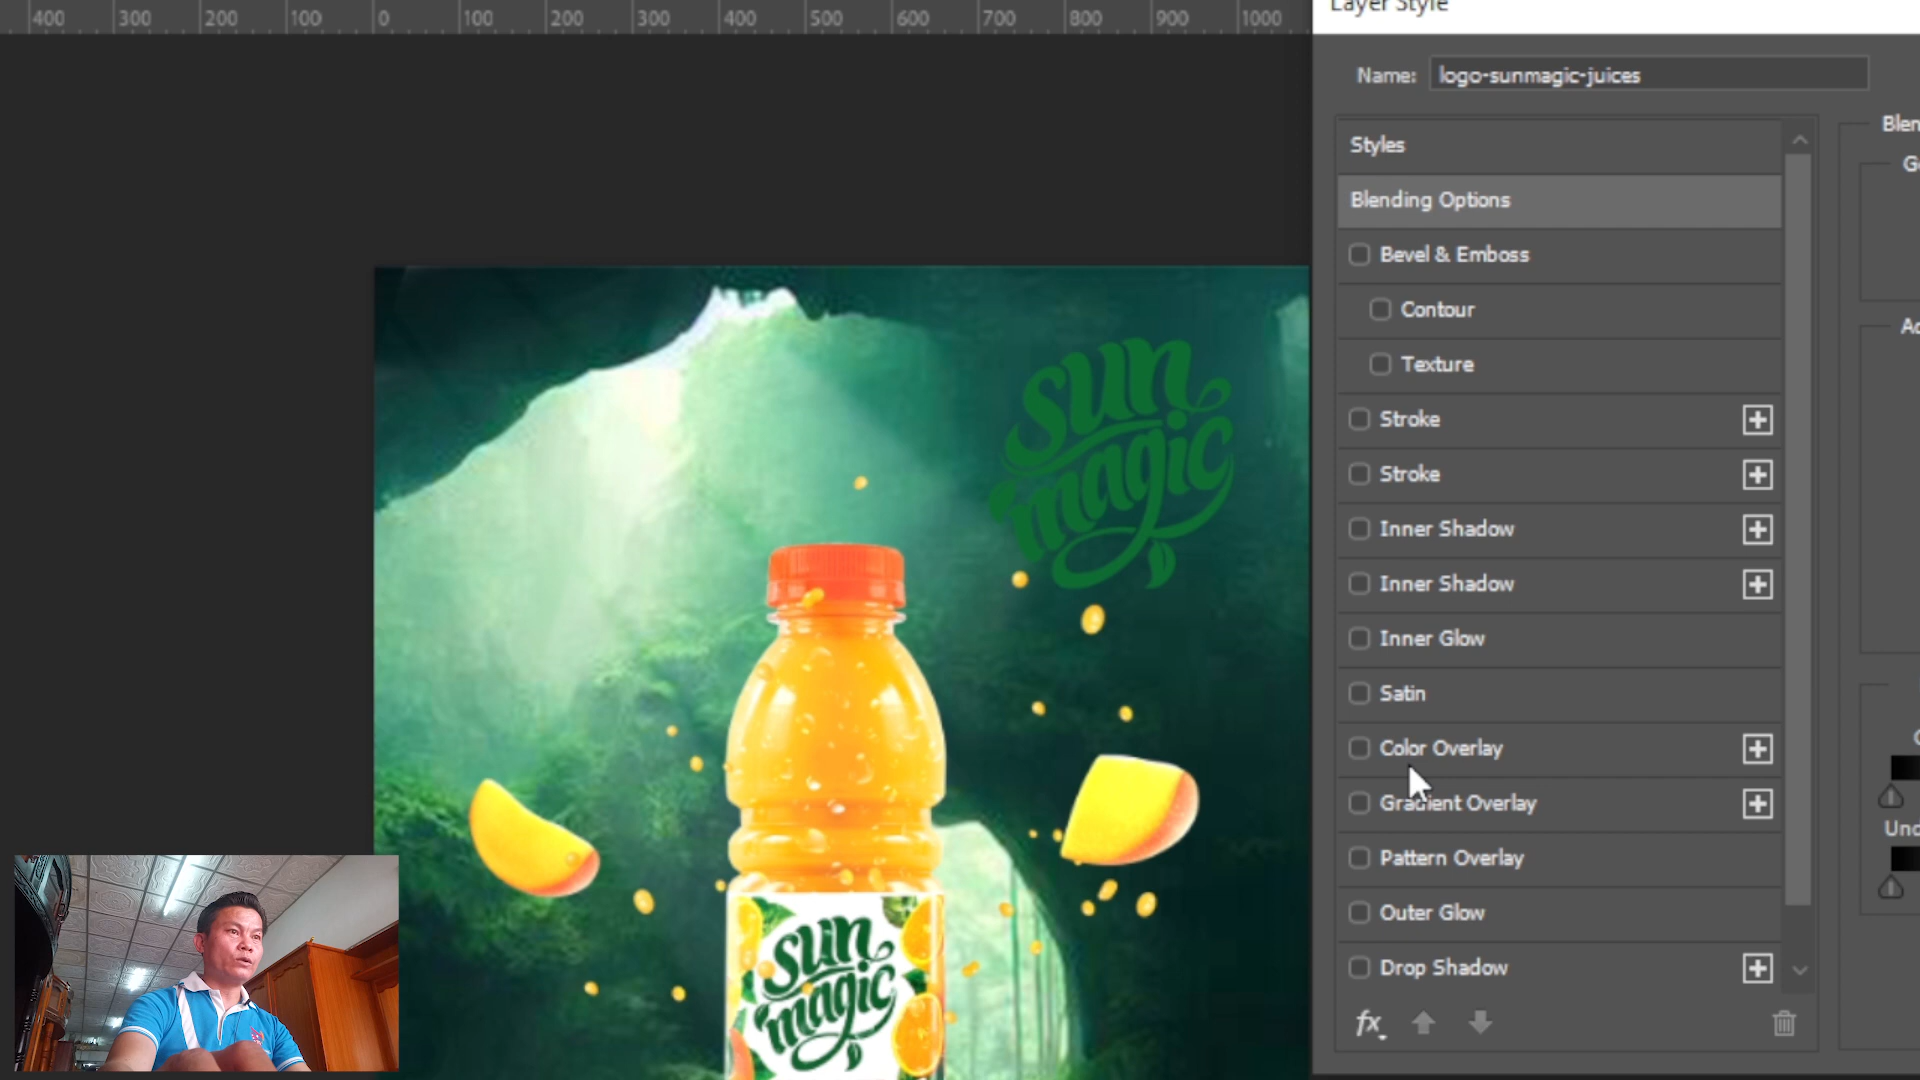 400 300 200 100 0 100 200 300 400 500 600 700 800 900 1000
Layer Style
Name: logo-sunmagic-juices
Styles
Blending Options
Bevel & Emboss
Contour
Texture
Stroke
Stroke
Inner Shadow
Inner Shadow
Inner Glow
Satin
Color Overlay
Gradient Overlay
Pattern Overlay
Outer Glow
Drop Shadow
fx
sun
magic
sun
magic